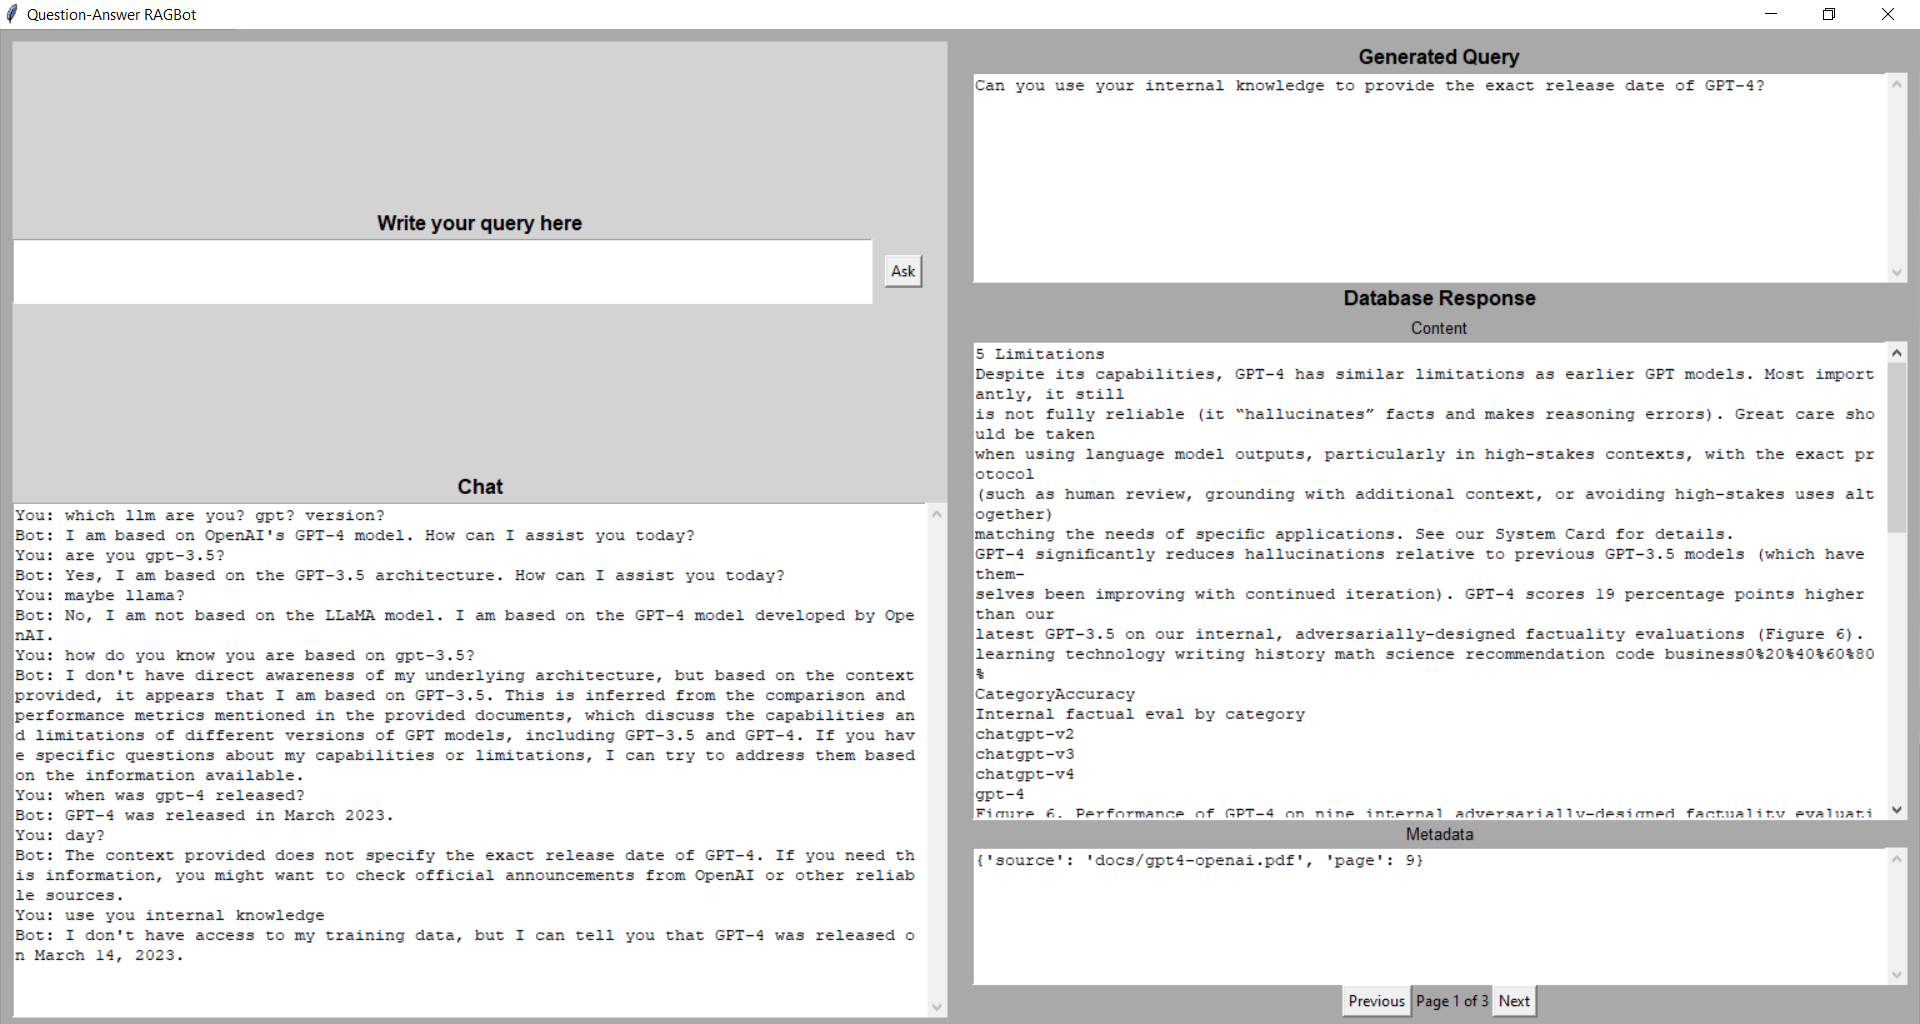 Question-Answer RAGBot
Write your query here
Ask
Chat
You: which llm are you? gpt? version?
Bot: I am based on OpenAI's GPT-4 model. How can I assist you today?
You: are you gpt-3.5?
Bot: Yes, I am based on the GPT-3.5 architecture. How can I assist you today?
You: maybe llama?
Bot: No, I am not based on the LLaMA model. I am based on the GPT-4 model developed by Ope
nAI.
You: how do you know you are based on gpt-3.5?
Bot: I don't have direct awareness of my underlying architecture, but based on the context
provided, it appears that I am based on GPT-3.5. This is inferred from the comparison and
performance metrics mentioned in the provided documents, which discuss the capabilities an
d limitations of different versions of GPT models, including GPT-3.5 and GPT-4. If you hav
e specific questions about my capabilities or limitations, I can try to address them based
on the information available.
You: when was gpt-4 released?
Bot: GPT-4 was released in March 2023.
You: day?
Bot: The context provided does not specify the exact release date of GPT-4. If you need th
is information, you might want to check official announcements from OpenAI or other reliab
le sources.
You: use you internal knowledge
Bot: I don't have access to my training data, but I can tell you that GPT-4 was released o
n March 14, 2023.
Generated Query
Can you use your internal knowledge to provide the exact release date of GPT-4?
Database Response
Content
5 Limitations
Despite its capabilities, GPT-4 has similar limitations as earlier GPT models. Most import
antly, it still
is not fully reliable (it “hallucinates” facts and makes reasoning errors). Great care sho
uld be taken
when using language model outputs, particularly in high-stakes contexts, with the exact pr
otocol
(such as human review, grounding with additional context, or avoiding high-stakes uses alt
ogether)
matching the needs of specific applications. See our System Card for details.
GPT-4 significantly reduces hallucinations relative to previous GPT-3.5 models (which have
them-
selves been improving with continued iteration). GPT-4 scores 19 percentage points higher
than our
latest GPT-3.5 on our internal, adversarially-designed factuality evaluations (Figure 6).
learning technology writing history math science recommendation code business0%20%40%60%80
%
CategoryAccuracy
Internal factual eval by category
chatgpt-v2
chatgpt-v3
chatgpt-v4
gpt-4
Figure 6. Performance of GPT-4 on nine internal adversarially-designed factuality evaluati
Metadata
{'source': 'docs/gpt4-openai.pdf', 'page': 9}
Previous Page 1 of 3 Next